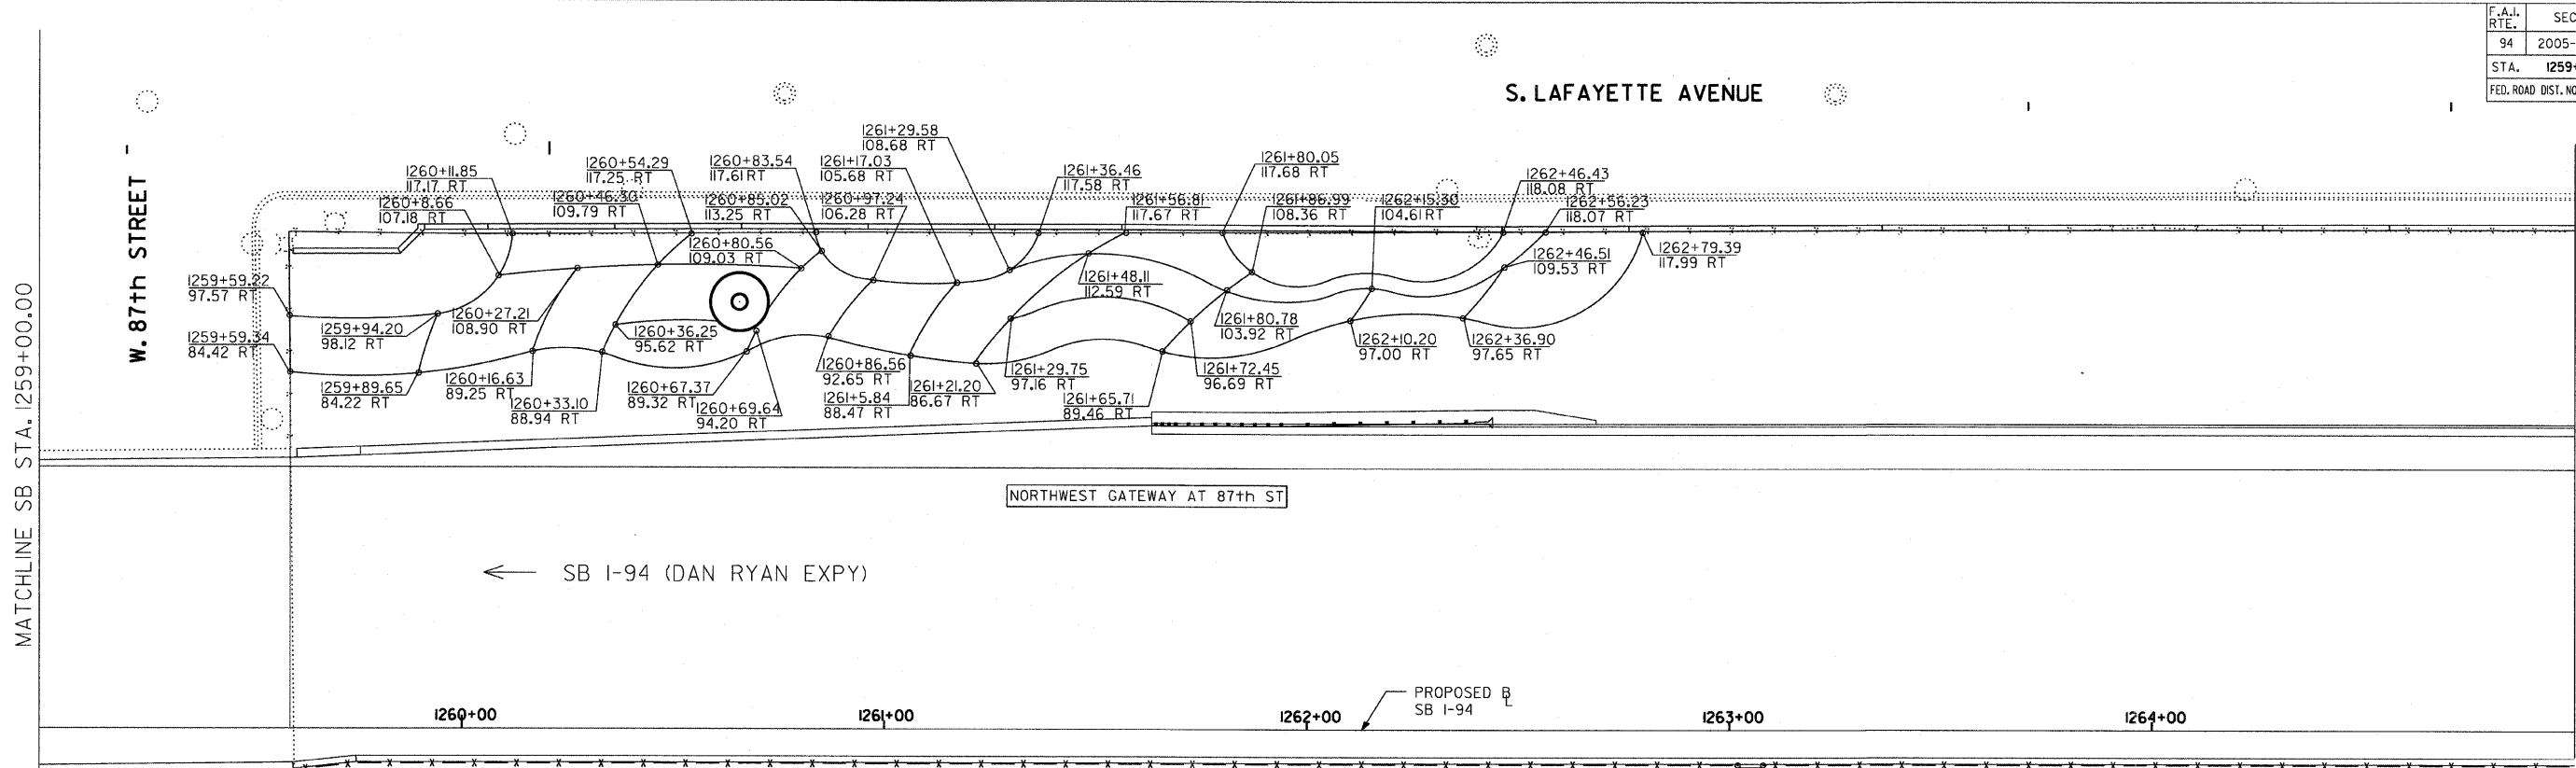 F.A.I.
RTE.
SEC
94
2005-
STA.
1259+
FED. ROAD DIST. NO
S. LAFAYETTE AVENUE
W. 87th STREET
MATCHLINE SB STA. 1259+00.00
1261+29.58
108.68 RT
1260+54.29
117.25 RT
1260+83.54
117.61 RT
1261+17.03
105.68 RT
1261+36.46
117.58 RT
1261+80.05
117.68 RT
1262+46.43
118.08 RT
1260+11.85
117.17 RT
1260+8.66
107.18 RT
1260+46.30
109.79 RT
1260+85.02
113.25 RT
1260+97.24
106.28 RT
1261+56.81
117.67 RT
1261+86.99
108.36 RT
1262+15.30
104.61 RT
1262+56.23
118.07 RT
1260+80.56
109.03 RT
1262+79.39
117.99 RT
1262+46.51
109.53 RT
1261+48.11
112.59 RT
1259+59.22
97.57 RT
1260+27.21
108.90 RT
1259+94.20
98.12 RT
1260+36.25
95.62 RT
1261+80.78
103.92 RT
1259+59.34
84.42 RT
1262+10.20
97.00 RT
1262+36.90
97.65 RT
1259+89.65
84.22 RT
1260+16.63
89.25 RT
1260+33.10
88.94 RT
1260+67.37
89.32 RT
1260+69.64
94.20 RT
1260+86.56
92.65 RT
1261+5.84
88.47 RT
1261+21.20
86.67 RT
1261+29.75
97.16 RT
1261+65.71
89.46 RT
1261+72.45
96.69 RT
NORTHWEST GATEWAY AT 87th ST
SB I-94 (DAN RYAN EXPY)
PROPOSED BL
SB I-94
1260+00
1261+00
1262+00
1263+00
1264+00